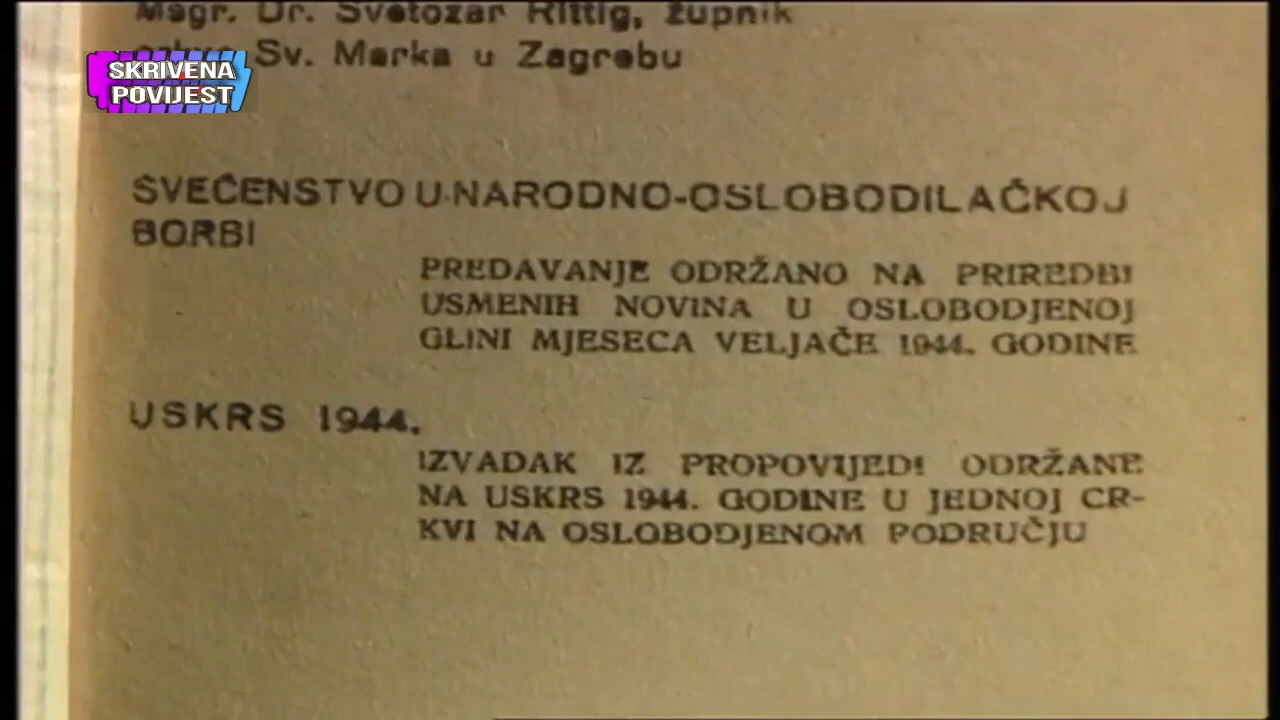 Magr. Dr. Svetozar Rittig, župnik
Sv. Marka u Zagrebu
SKRIVENA
POVIJEST
SVEĆENSTVO U NARODNO-OSLOBODILAČKOJ
BORBI
PREDAVANJE ODRŽANO NA PRIREDBI
USMENIH NOVINA U OSLOBODJENOJ
GLINI MJESECA VELJAČE 1944. GODINE
USKRS 1944.
IZVADAK IZ PROPOVIJEDI ODRŽANE
NA USKRS 1944. GODINE U JEDNOJ CR-
KVI NA OSLOBODJENOM PODRUČJU